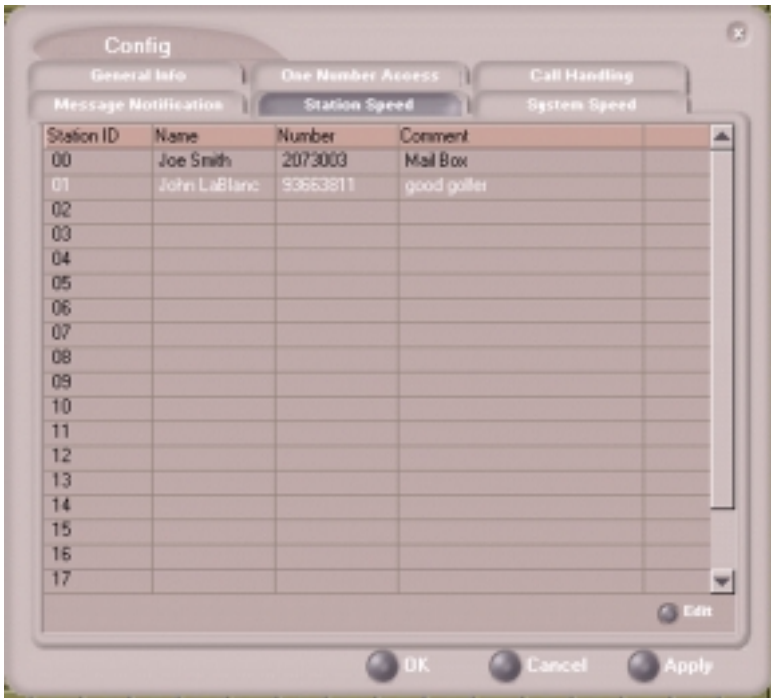 Config
General Info One Number Access Call Handling
Message Notification Station Speed System Speed
Station ID Name Number Comment
00 Joe Smith 2073003 Mail Box
01 John LaBlanc 93663811 good goller
02
03
04
05
06
07
08
09
10
11
12
13
14
15
16
17
Edit
OK Cancel Apply